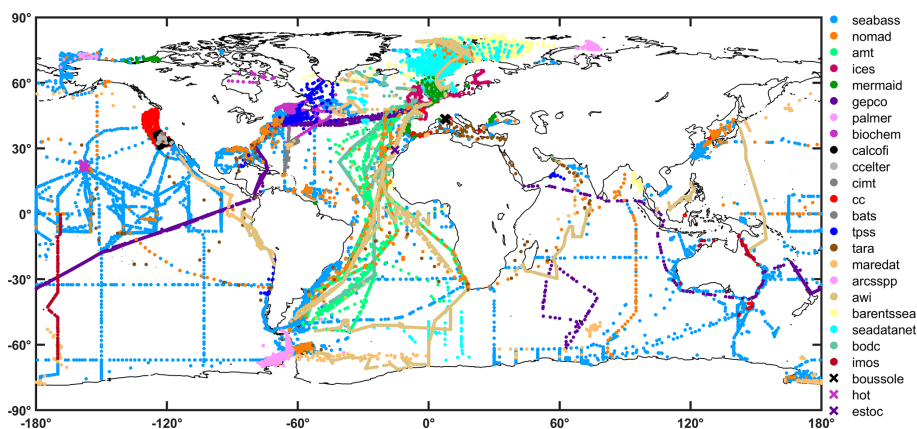 90°
60°
30°
0°
-30°
-60°
-90°
-180
-120
-60
0
60
120
180
seabass
nomad
amt
ices
mermaid
gepco
palmer
biochem
calcofi
ccelter
cimt
cc
bats
tpss
tara
maredat
arcsspp
awi
barentssea
seadatanet
bodc
imos
boussole
hot
estoc